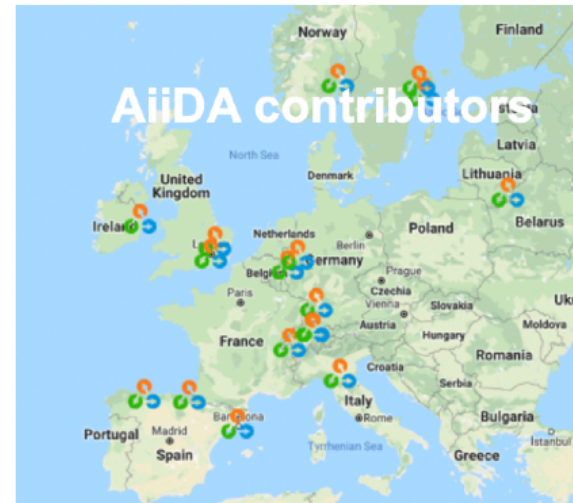 Norway
Finland
AiiDA contributors
Latvia
North Sea
United
Kingdom
Denmark
Lithuania
Ireland
Netherlands
Berlin
Poland
Belarus
Germany
Prague
Paris
Czechia
Vienna
Slovakia
Ukr
Moldova
Austria
Hungary
France
Romania
Croatia
Serbia
Italy
Rome
Bulgaria
Portugal
Madrid
Spain
Tyrrhenian Sea
Istanbul
Greece